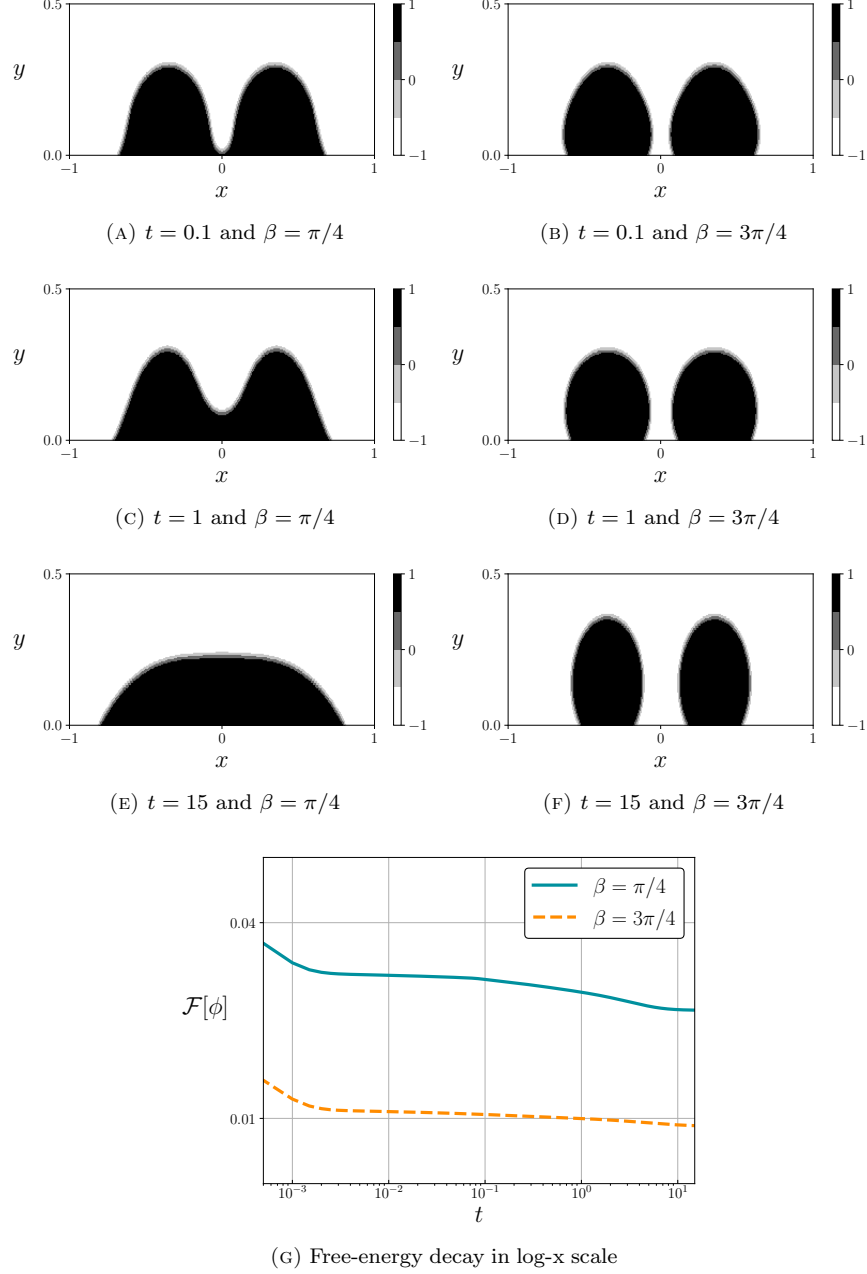 0.5
y
0.0
−1 0 1
x
1
0
−1
(A) t = 0.1 and β = π/4
0.5
y
0.0
−1 0 1
x
1
0
−1
(B) t = 0.1 and β = 3π/4
0.5
y
0.0
−1 0 1
x
1
0
−1
(C) t = 1 and β = π/4
0.5
y
0.0
−1 0 1
x
1
0
−1
(D) t = 1 and β = 3π/4
0.5
y
0.0
−1 0 1
x
1
0
−1
(E) t = 15 and β = π/4
0.5
y
0.0
−1 0 1
x
1
0
−1
(F) t = 15 and β = 3π/4
β = π/4
β = 3π/4
0.04
F[ϕ]
0.01
10⁻³ 10⁻² 10⁻¹ 10⁰ 10¹
t
(G) Free-energy decay in log-x scale